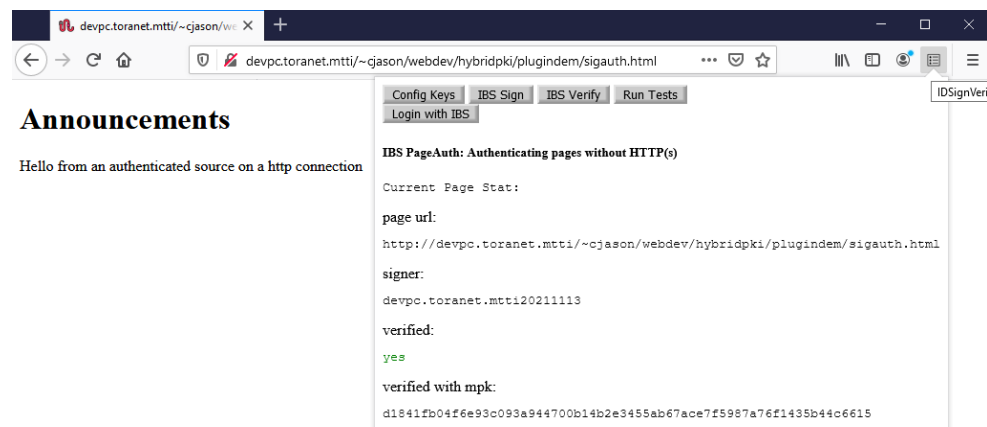 devpc.toranet.mtti/~cjason/we
devpc.toranet.mtti/~cjason/webdev/hybridpki/plugindem/sigauth.html
IDSignVeri
Announcements
Hello from an authenticated source on a http connection
Config Keys IBS Sign IBS Verify Run Tests
Login with IBS
IBS PageAuth: Authenticating pages without HTTP(s)
Current Page Stat:
page url:
http://devpc.toranet.mtti/~cjason/webdev/hybridpki/plugindem/sigauth.html
signer:
devpc.toranet.mtti20211113
verified:
yes
verified with mpk:
d1841fb04f6e93c093a944700b14b2e3455ab67ace7f5987a76f1435b44c6615